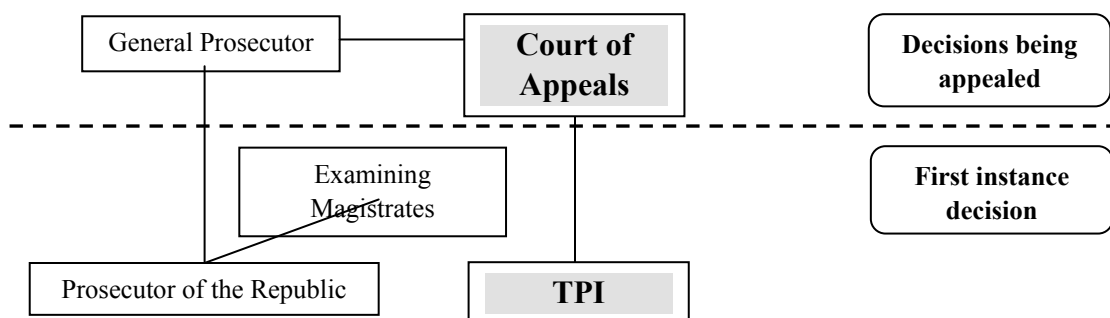 General Prosecutor
Court of
Appeals
Decisions being
appealed
Examining
Magistrates
First instance
decision
Prosecutor of the Republic
TPI